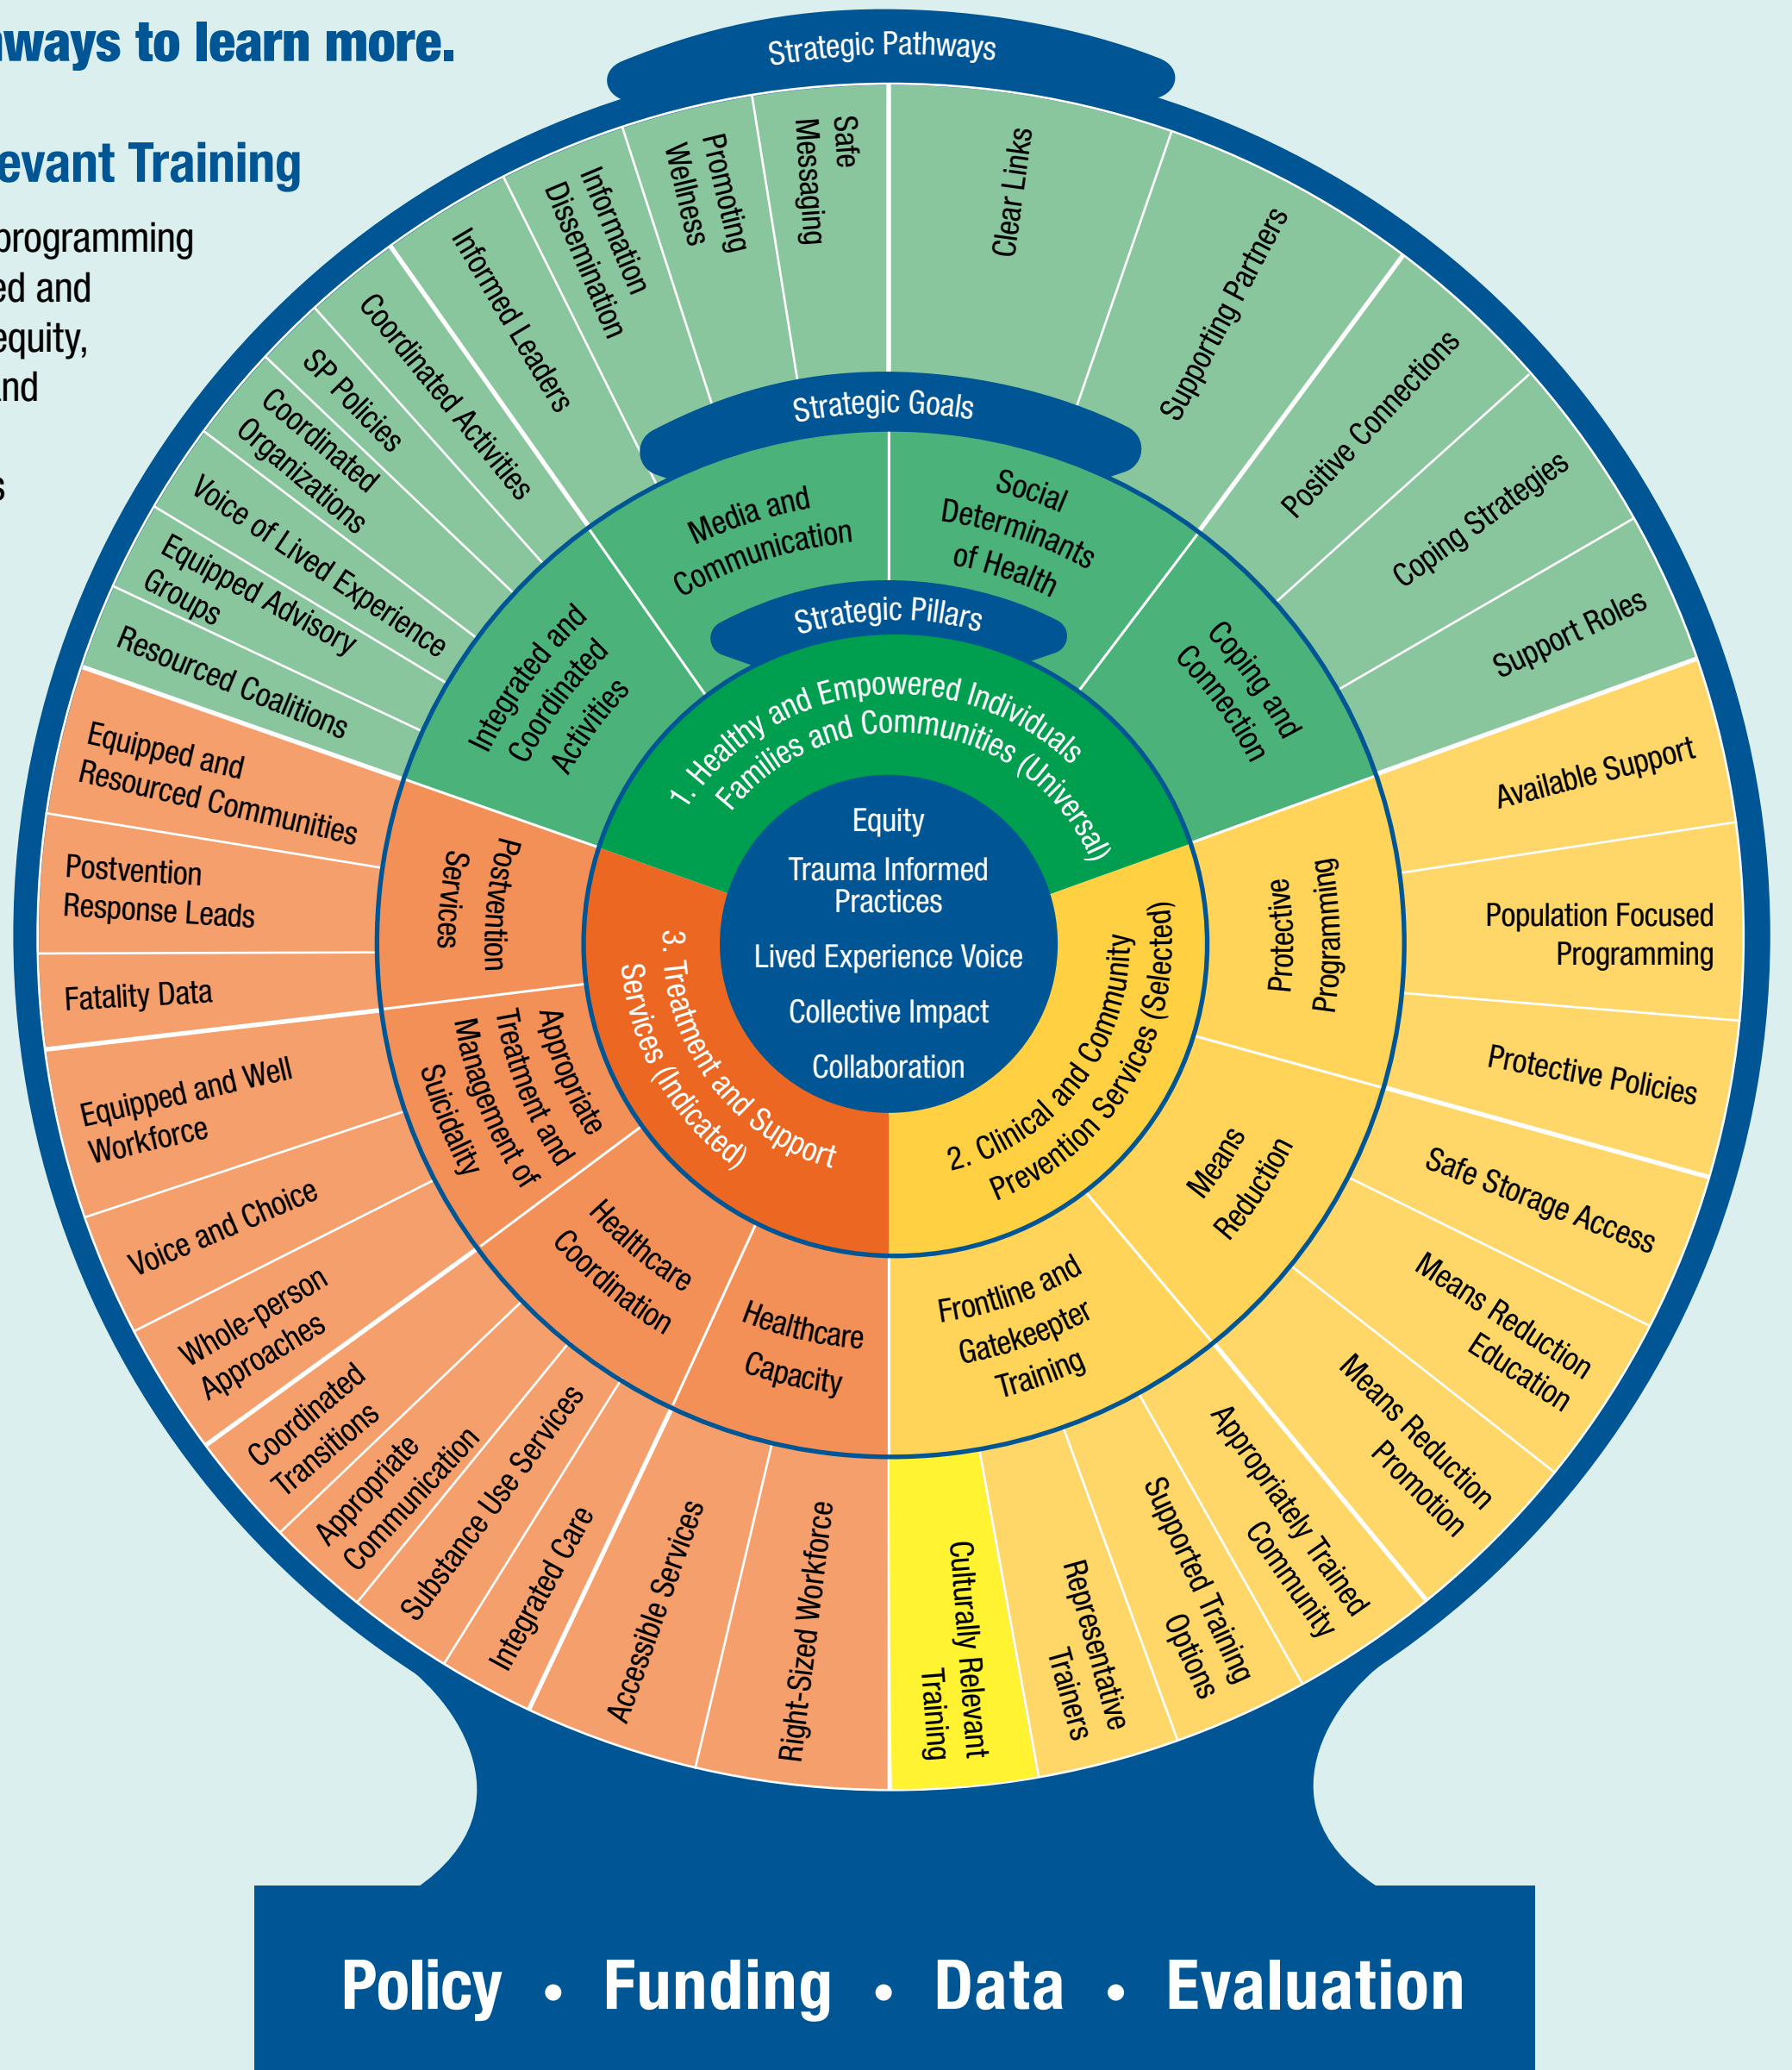 ways to learn more.
evant Training
programming
ed and
equity,
nd
s
Strategic Pathways
Safe
Messaging
Promoting
Wellness
Information
Dissemination
Informed Leaders
Clear Links
Supporting Partners
Coordinated Activities
SP Policies
Coordinated
Organizations
Voice of Lived Experience
Equipped Advisory
Groups
Resourced Coalitions
Positive Connections
Coping Strategies
Support Roles
Strategic Goals
Media and
Communication
Social
Determinants
of Health
Integrated and
Coordinated
Activities
Coping and
Connection
Strategic Pillars
1. Healthy and Empowered Individuals
Families and Communities (Universal)
Equity
Trauma Informed
Practices
Lived Experience Voice
Collective Impact
Collaboration
2. Clinical and Community
Prevention Services (Selected)
3. Treatment and Support
Services (Indicated)
Protective
Programming
Means
Reduction
Frontline and
Gatekeeper
Training
Available Support
Population Focused
Programming
Protective Policies
Safe Storage Access
Means Reduction
Education
Means Reduction
Promotion
Appropriately Trained
Community
Supported Training
Options
Representative
Trainers
Culturally Relevant
Training
Postvention
Services
Appropriate
Treatment and
Management of
Suicidality
Healthcare
Coordination
Healthcare
Capacity
Equipped and
Resourced Communities
Postvention
Response Leads
Fatality Data
Equipped and Well
Workforce
Voice and Choice
Whole-person
Approaches
Coordinated
Transitions
Appropriate
Communication
Substance Use Services
Integrated Care
Accessible Services
Right-Sized Workforce
Policy • Funding • Data • Evaluation